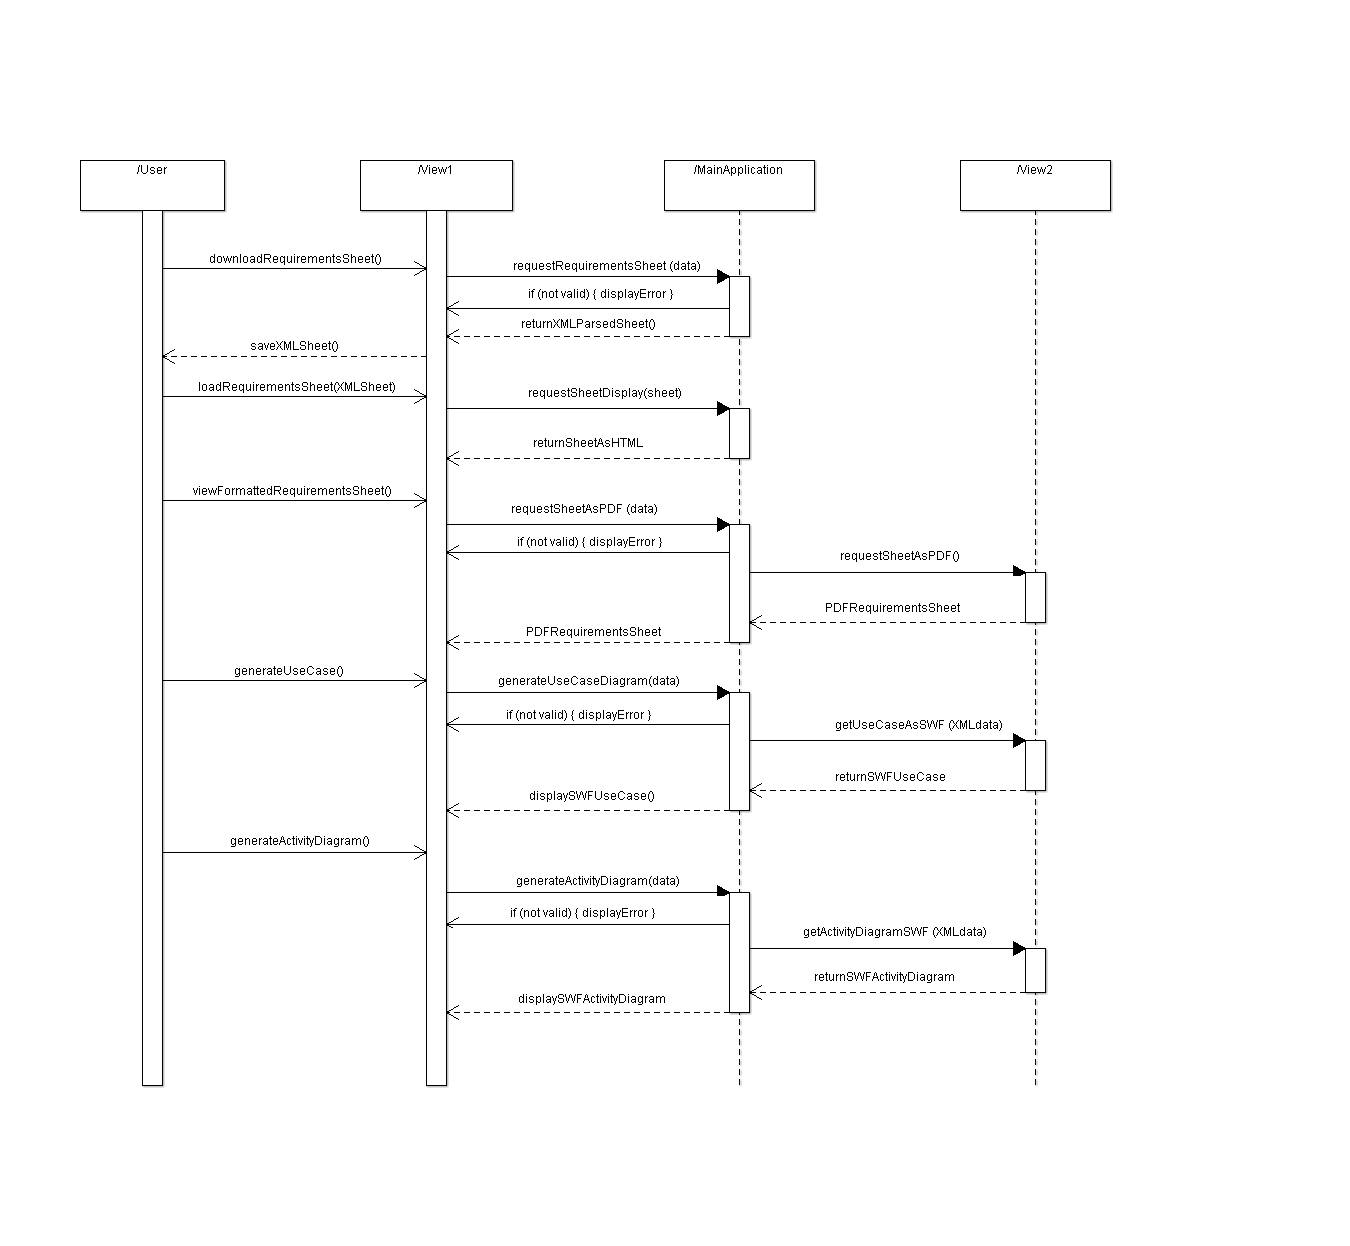 /User
/View1
/MainApplication
/View2
downloadRequirementsSheet()
requestRequirementsSheet (data)
if (not valid) { displayError }
returnXMLParsedSheet()
saveXMLSheet()
loadRequirementsSheet(XMLSheet)
requestSheetDisplay(sheet)
returnSheetAsHTML
viewFormattedRequirementsSheet()
requestSheetAsPDF (data)
if (not valid) { displayError }
requestSheetAsPDF()
PDFRequirementsSheet
PDFRequirementsSheet
generateUseCase()
generateUseCaseDiagram(data)
if (not valid) { displayError }
getUseCaseAsSWF (XMLdata)
returnSWFUseCase
displaySWFUseCase()
generateActivityDiagram()
generateActivityDiagram(data)
if (not valid) { displayError }
getActivityDiagramSWF (XMLdata)
returnSWFActivityDiagram
displaySWFActivityDiagram